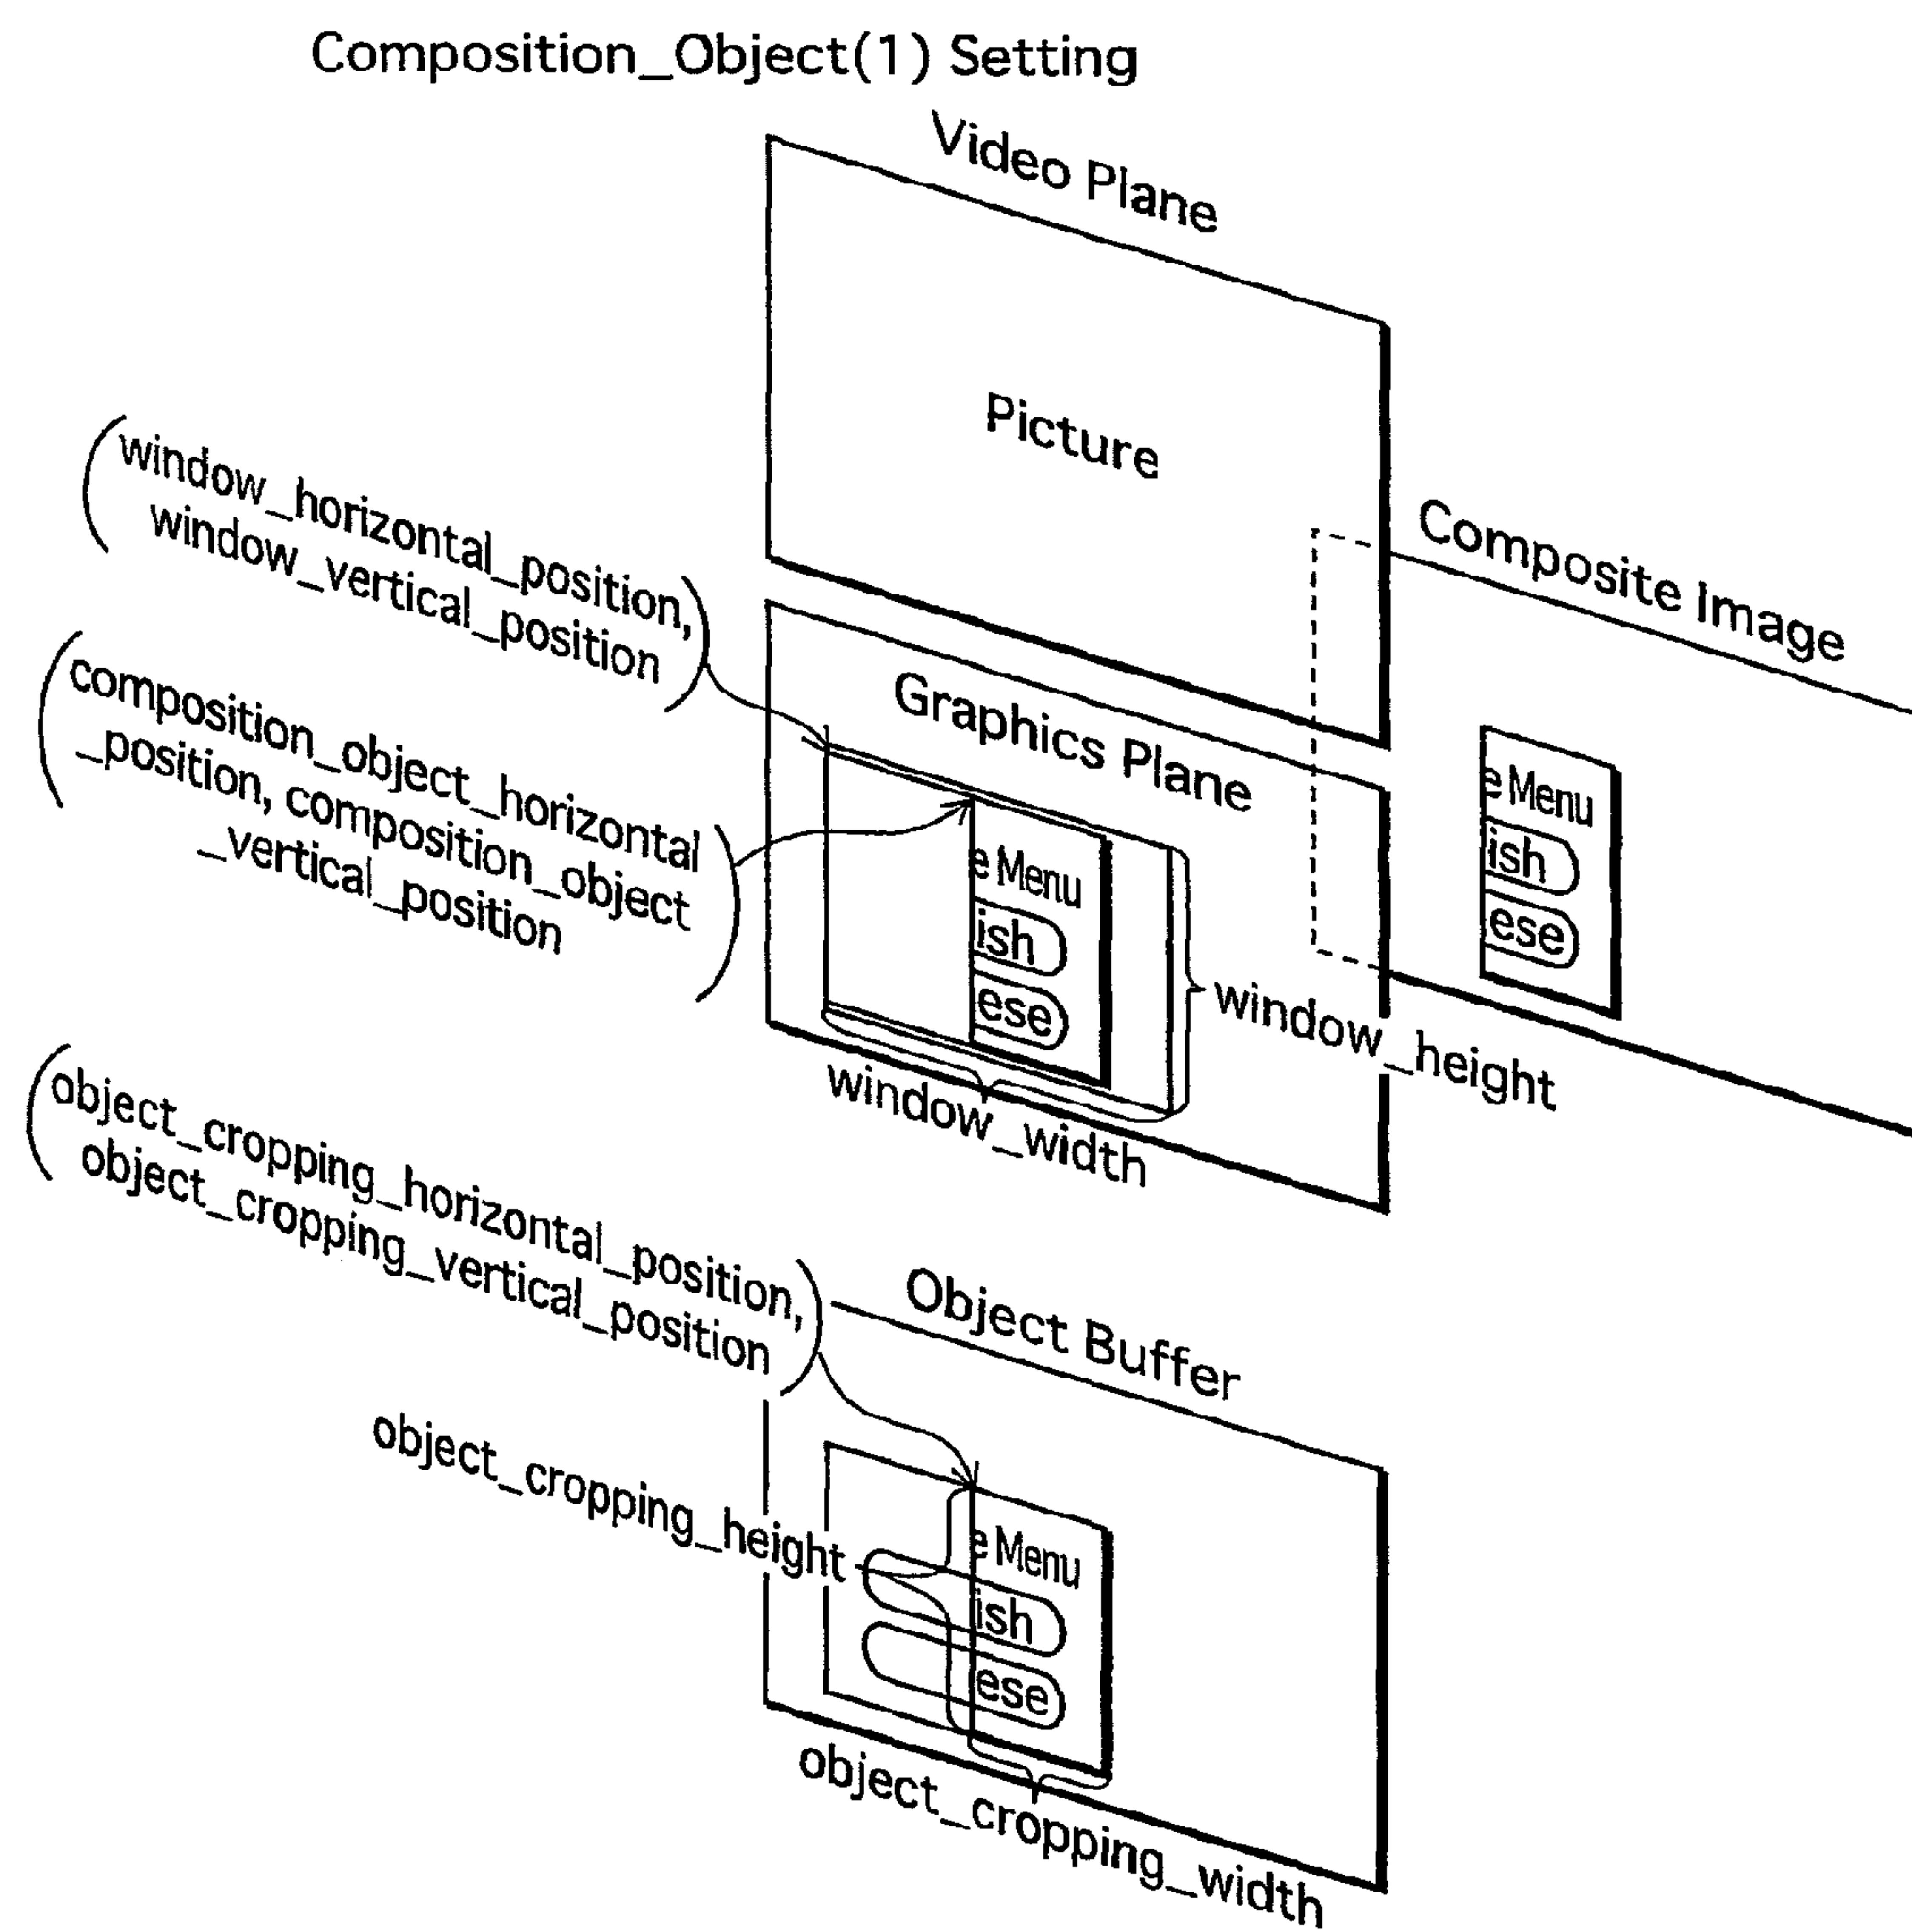 Composition_Object(1) Setting
Video Plane
Picture
(window_horizontal_position,
window_vertical_position)
Composite Image
e Menu
ish
ese
(composition_object_horizontal
_position, composition_object
_vertical_position)
Graphics Plane
e Menu
ish
ese
window_height
window_width
(object_cropping_horizontal_position,
object_cropping_vertical_position)
Object Buffer
object_cropping_height
e Menu
ish
ese
object_cropping_width